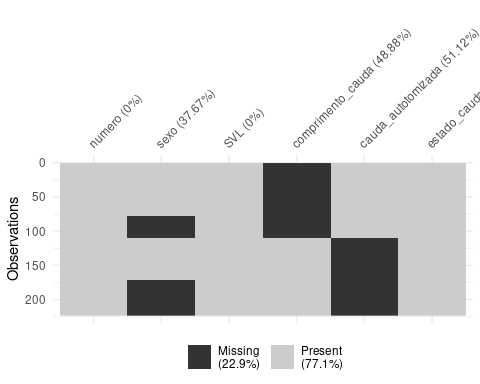 numero (0%)
sexo (37.67%)
SVL (0%)
comprimento_cauda (48.88%)
cauda_autotomizada (51.12%)
estado_cauda
0
50
100
150
200
Observations
Missing
(22.9%)
Present
(77.1%)